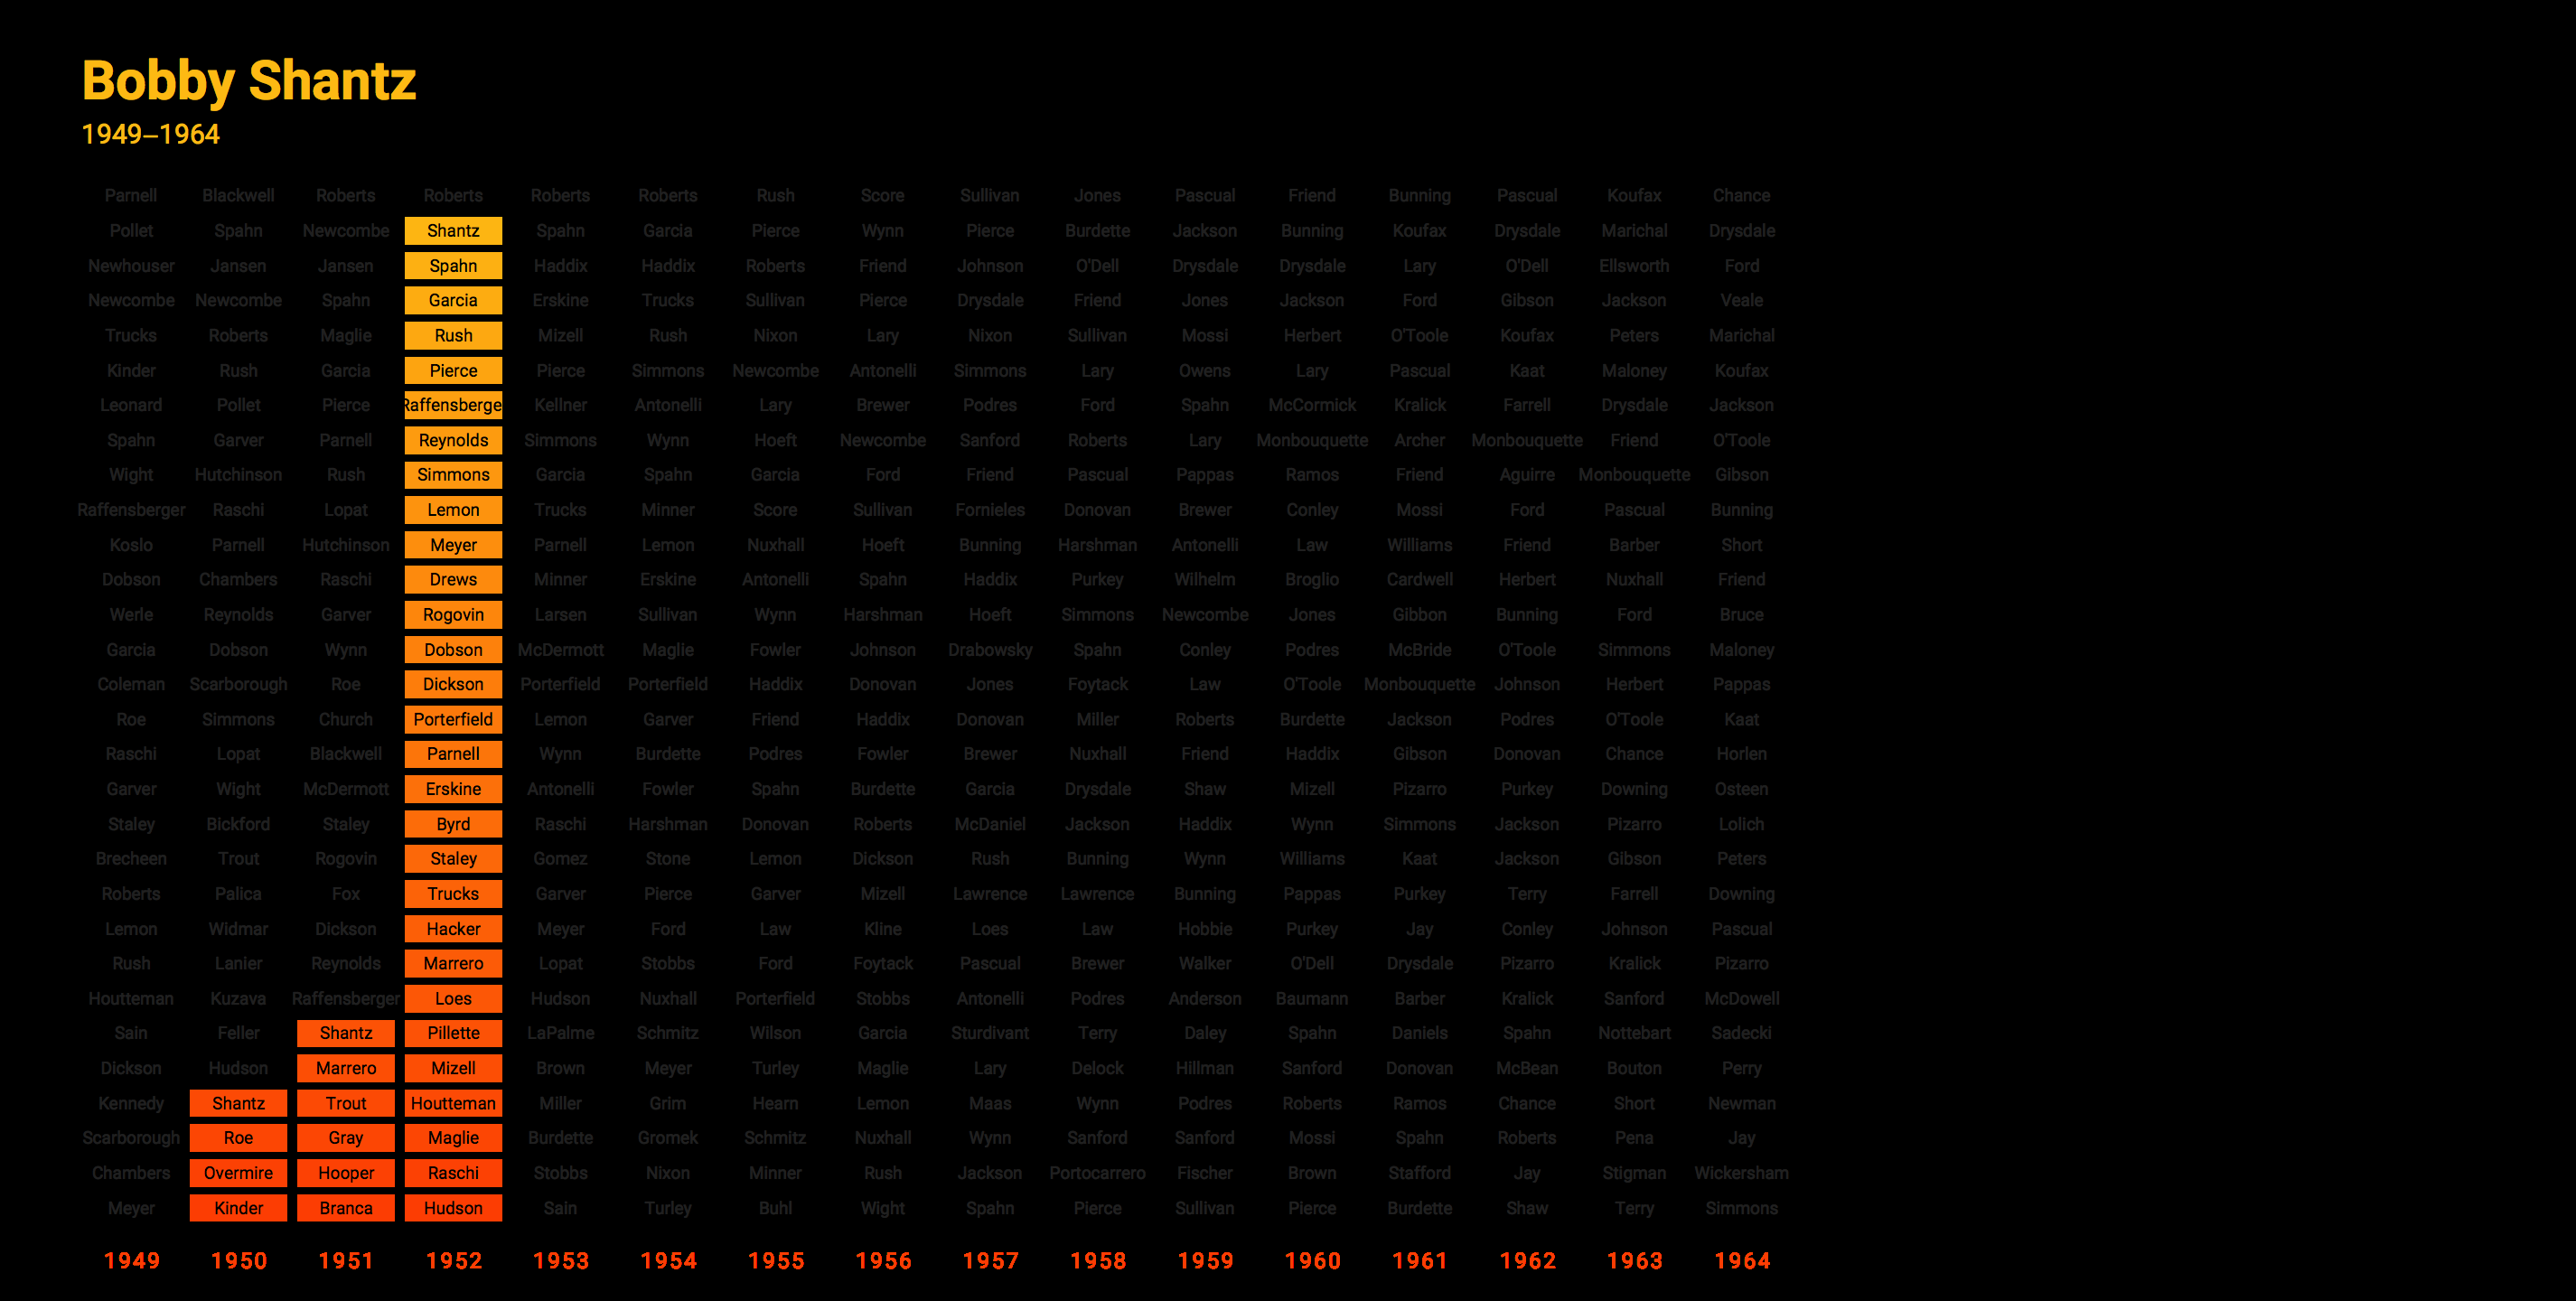 Bobby Shantz
1949–1964
Parnell Blackwell Roberts Roberts Roberts Roberts Rush Score Sullivan Jones Pascual Friend Bunning Pascual Koufax Chance
Pollet Spahn Newcombe Shantz Spahn Garcia Pierce Wynn Pierce Burdette Jackson Bunning Koufax Drysdale Marichal Drysdale
Newhouser Jansen Jansen Spahn Haddix Haddix Roberts Friend Johnson O'Dell Drysdale Drysdale Lary O'Dell Ellsworth Ford
Newcombe Newcombe Spahn Garcia Erskine Trucks Sullivan Pierce Drysdale Friend Jones Jackson Ford Gibson Jackson Veale
Trucks Roberts Maglie Rush Mizell Rush Nixon Lary Nixon Sullivan Mossi Herbert O'Toole Koufax Peters Marichal
Kinder Rush Garcia Pierce Pierce Simmons Newcombe Antonelli Simmons Lary Owens Lary Pascual Kaat Maloney Koufax
Leonard Pollet Pierce Raffensberge Kellner Antonelli Lary Brewer Podres Ford Spahn McCormick Kralick Farrell Drysdale Jackson
Spahn Garver Parnell Reynolds Simmons Wynn Hoeft Newcombe Sanford Roberts Lary Monbouquette Archer Monbouquette Friend O'Toole
Wight Hutchinson Rush Simmons Garcia Spahn Garcia Ford Friend Pascual Pappas Ramos Friend Aguirre Monbouquette Gibson
Raffensberger Raschi Lopat Lemon Trucks Minner Score Sullivan Fornieles Donovan Brewer Conley Mossi Ford Pascual Bunning
Koslo Parnell Hutchinson Meyer Parnell Lemon Nuxhall Hoeft Bunning Harshman Antonelli Law Williams Friend Barber Short
Dobson Chambers Raschi Drews Minner Erskine Antonelli Spahn Haddix Purkey Wilhelm Broglio Cardwell Herbert Nuxhall Friend
Werle Reynolds Garver Rogovin Larsen Sullivan Wynn Harshman Hoeft Simmons Newcombe Jones Gibbon Bunning Ford Bruce
Garcia Dobson Wynn Dobson McDermott Maglie Fowler Johnson Drabowsky Spahn Conley Podres McBride O'Toole Simmons Maloney
Coleman Scarborough Roe Dickson Porterfield Porterfield Haddix Donovan Jones Foytack Law O'Toole Monbouquette Johnson Herbert Pappas
Roe Simmons Church Porterfield Lemon Garver Friend Haddix Donovan Miller Roberts Burdette Jackson Podres O'Toole Kaat
Raschi Lopat Blackwell Parnell Wynn Burdette Podres Fowler Brewer Nuxhall Friend Haddix Gibson Donovan Chance Horlen
Garver Wight McDermott Erskine Antonelli Fowler Spahn Burdette Garcia Drysdale Shaw Mizell Pizarro Purkey Downing Osteen
Staley Bickford Staley Byrd Raschi Harshman Donovan Roberts McDaniel Jackson Haddix Wynn Simmons Jackson Pizarro Lolich
Brecheen Trout Rogovin Staley Gomez Stone Lemon Dickson Rush Bunning Wynn Williams Kaat Jackson Gibson Peters
Roberts Palica Fox Trucks Garver Pierce Garver Mizell Lawrence Lawrence Bunning Pappas Purkey Terry Farrell Downing
Lemon Widmar Dickson Hacker Meyer Ford Law Kline Loes Law Hobbie Purkey Jay Conley Johnson Pascual
Rush Lanier Reynolds Marrero Lopat Stobbs Ford Foytack Pascual Brewer Walker O'Dell Drysdale Pizarro Kralick Pizarro
Houtteman Kuzava Raffensberger Loes Hudson Nuxhall Porterfield Stobbs Antonelli Podres Anderson Baumann Barber Kralick Sanford McDowell
Sain Feller Shantz Pillette LaPalme Schmitz Wilson Garcia Sturdivant Terry Daley Spahn Daniels Spahn Nottebart Sadecki
Dickson Hudson Marrero Mizell Brown Meyer Turley Maglie Lary Delock Hillman Sanford Donovan McBean Bouton Perry
Kennedy Shantz Trout Houtteman Miller Grim Hearn Lemon Maas Wynn Podres Roberts Ramos Chance Short Newman
Scarborough Roe Gray Maglie Burdette Gromek Schmitz Nuxhall Wynn Sanford Sanford Mossi Spahn Roberts Pena Jay
Chambers Overmire Hooper Raschi Stobbs Nixon Minner Rush Jackson Portocarrero Fischer Brown Stafford Jay Stigman Wickersham
Meyer Kinder Branca Hudson Sain Turley Buhl Wight Spahn Pierce Sullivan Pierce Burdette Shaw Terry Simmons
1949 1950 1951 1952 1953 1954 1955 1956 1957 1958 1959 1960 1961 1962 1963 1964